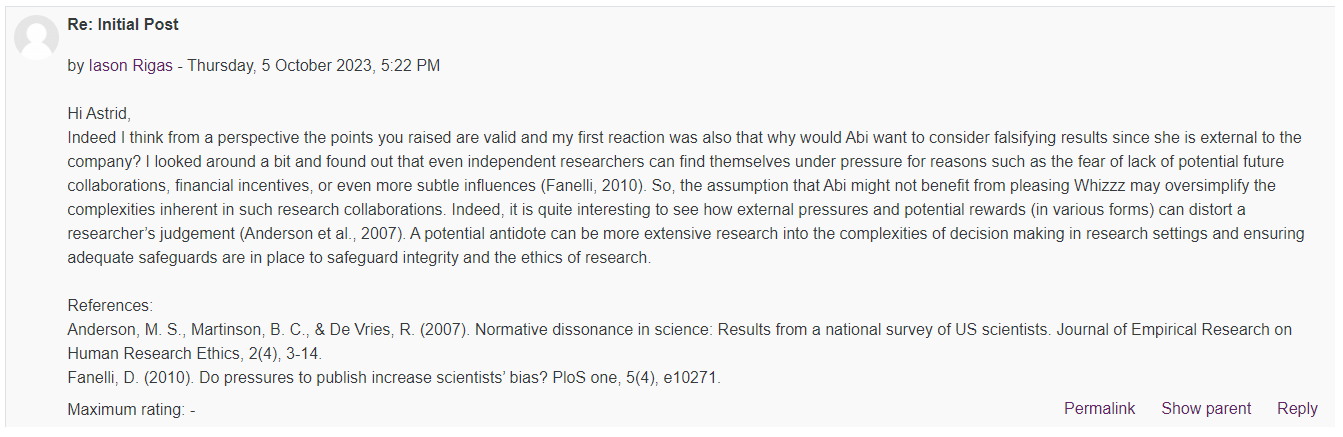 Re: Initial Post
by Iason Rigas - Thursday, 5 October 2023, 5:22 PM
Hi Astrid,
Indeed I think from a perspective the points you raised are valid and my first reaction was also that why would Abi want to consider falsifying results since she is external to the
company? I looked around a bit and found out that even independent researchers can find themselves under pressure for reasons such as the fear of lack of potential future
collaborations, financial incentives, or even more subtle influences (Fanelli, 2010). So, the assumption that Abi might not benefit from pleasing Whizzz may oversimplify the
complexities inherent in such research collaborations. Indeed, it is quite interesting to see how external pressures and potential rewards (in various forms) can distort a
researcher’s judgement (Anderson et al., 2007). A potential antidote can be more extensive research into the complexities of decision making in research settings and ensuring
adequate safeguards are in place to safeguard integrity and the ethics of research.
References:
Anderson, M. S., Martinson, B. C., & De Vries, R. (2007). Normative dissonance in science: Results from a national survey of US scientists. Journal of Empirical Research on
Human Research Ethics, 2(4), 3-14.
Fanelli, D. (2010). Do pressures to publish increase scientists’ bias? PloS one, 5(4), e10271.
Maximum rating: -
Permalink Show parent Reply